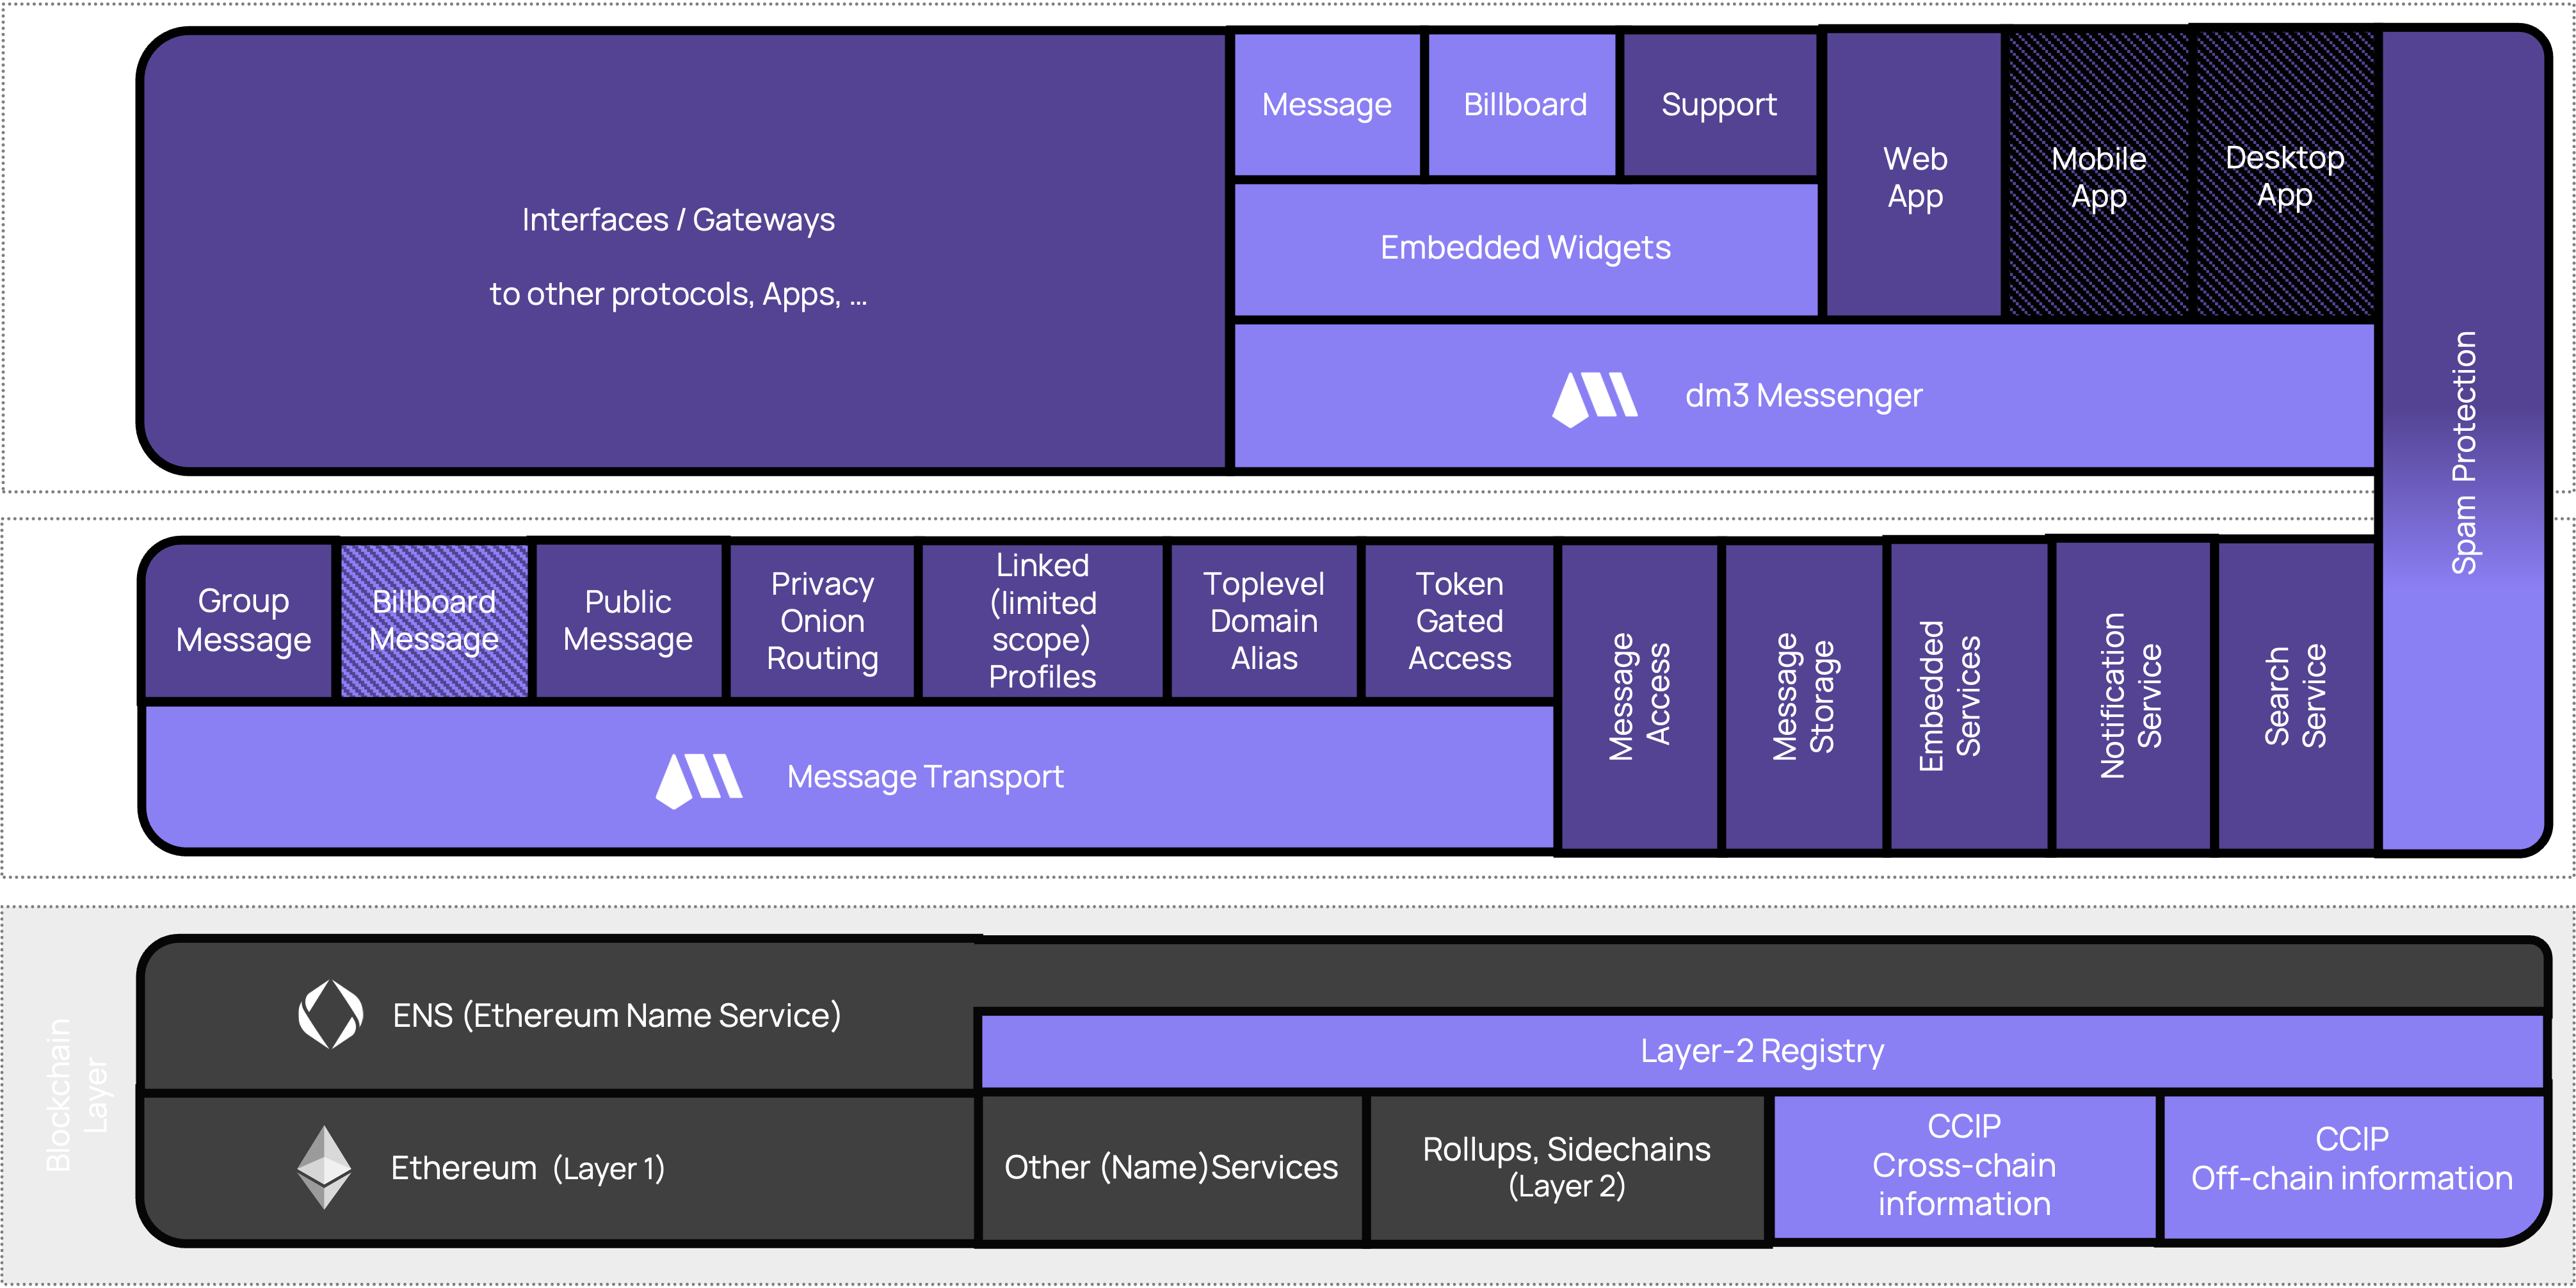 Interfaces / Gateways
to other protocols, Apps, ...
Message
Billboard
Support
Embedded Widgets
Web
App
Mobile
App
Desktop
App
dm3 Messenger
Spam Protection
Group
Message
Billboard
Message
Public
Message
Privacy
Onion
Routing
Linked
(limited
scope)
Profiles
Toplevel
Domain
Alias
Token
Gated
Access
Message
Access
Message
Storage
Embedded
Services
Notification
Service
Search
Service
Message Transport
Blockchain
Layer
ENS (Ethereum Name Service)
Layer-2 Registry
Ethereum (Layer 1)
Other (Name)Services
Rollups, Sidechains
(Layer 2)
CCIP
Cross-chain
information
CCIP
Off-chain information